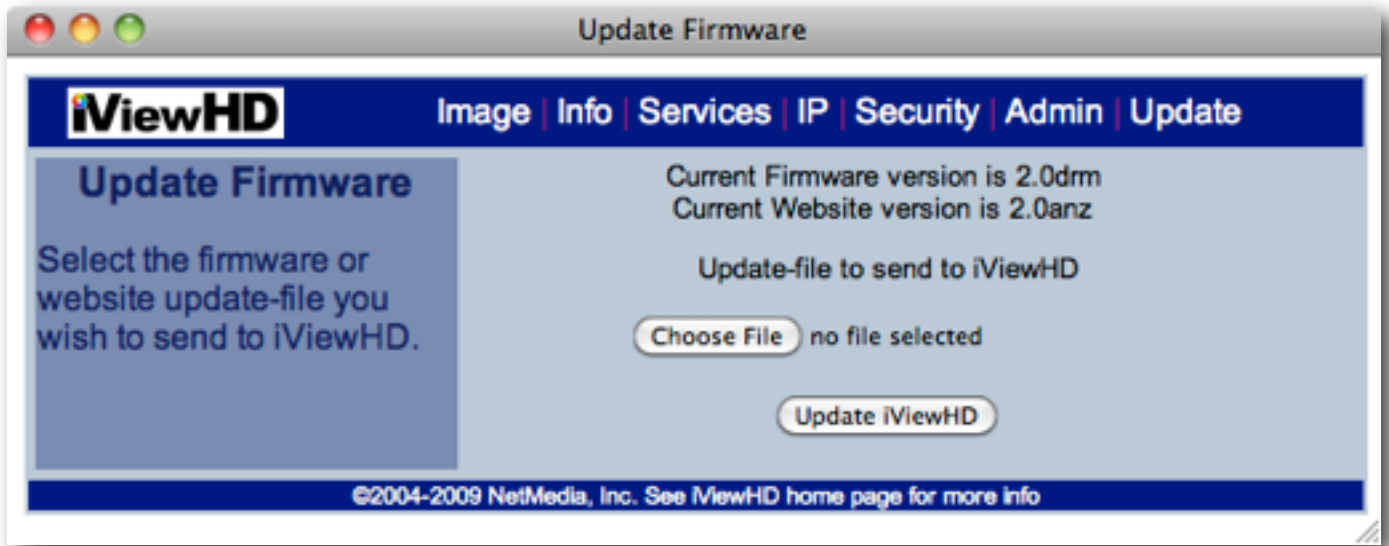 Update Firmware
iViewHD
Image | Info | Services | IP | Security | Admin | Update
Update Firmware
Select the firmware or
website update-file you
wish to send to iViewHD.
Current Firmware version is 2.0drm
Current Website version is 2.0anz
Update-file to send to iViewHD
Choose File no file selected
Update iViewHD
©2004-2009 NetMedia, Inc. See iViewHD home page for more info